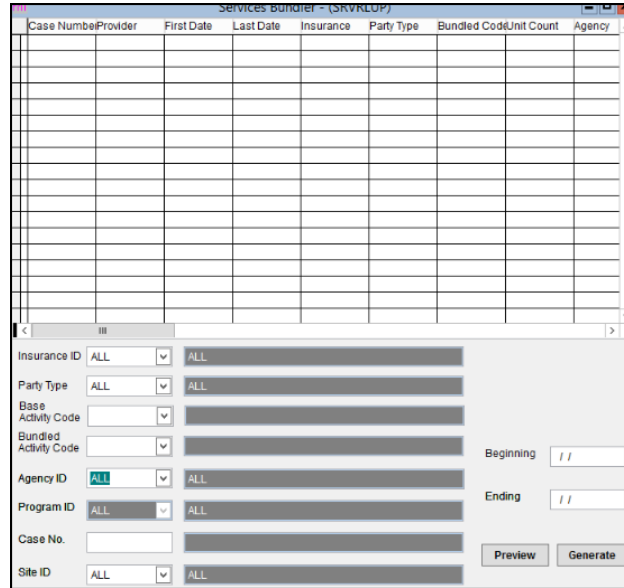 Services Bundler - (SRVRLUP)
Case Number Provider First Date Last Date Insurance Party Type Bundled Code Unit Count Agency
Insurance ID ALL ALL
Party Type ALL ALL
Base
Activity Code
Bundled
Activity Code
Beginning / /
Agency ID ALL ALL
Ending / /
Program ID ALL ALL
Case No.
Preview Generate
Site ID ALL ALL